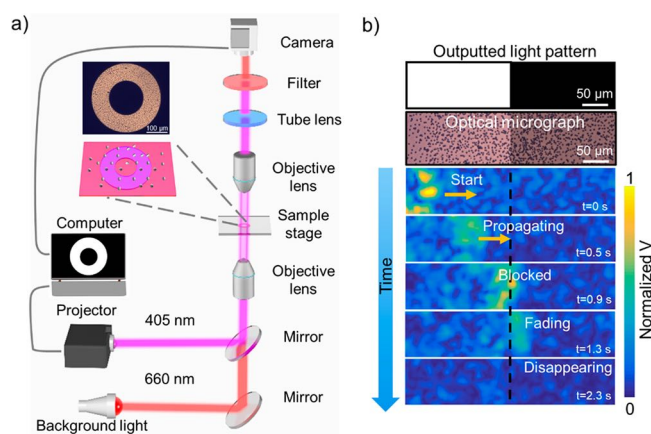 a)
Camera
Filter
100 µm
Tube lens
Objective
lens
Computer
Sample
stage
Objective
lens
Projector
405 nm
Mirror
660 nm
Mirror
Background light
b)
Outputted light pattern
50 µm
Optical micrograph
50 µm
Time
Start
t=0 s
Propagating
t=0.5 s
Blocked
t=0.9 s
Fading
t=1.3 s
Disappearing
t=2.3 s
1
Normalized V
0